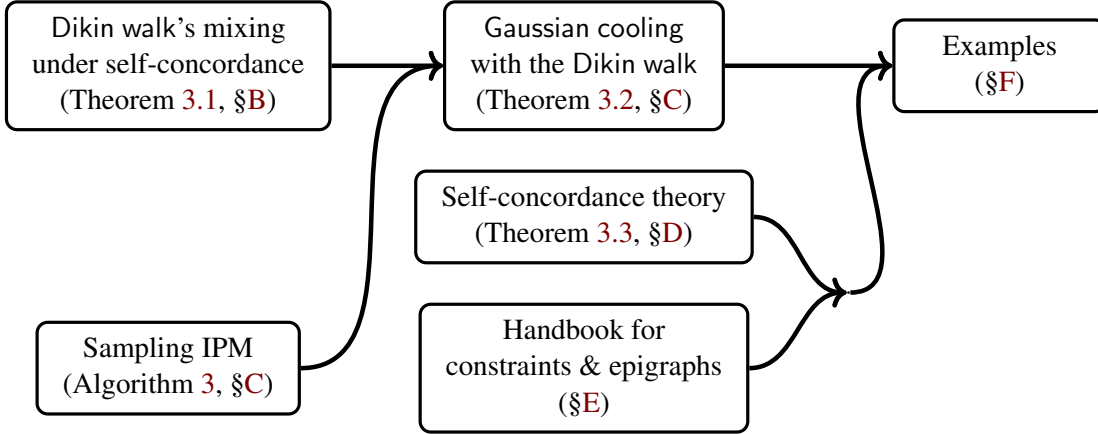 Dikin walk's mixing
under self-concordance
(Theorem 3.1, §B)
Gaussian cooling
with the Dikin walk
(Theorem 3.2, §C)
Examples
(§F)
Self-concordance theory
(Theorem 3.3, §D)
Sampling IPM
(Algorithm 3, §C)
Handbook for
constraints & epigraphs
(§E)